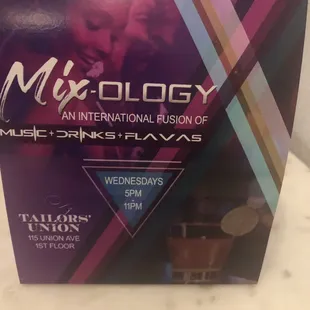 Mix-OLOGY
AN INTERNATIONAL FUSION OF
MUSIC + DRINKS + FLAVAS
WEDNESDAYS
5PM
-
11PM
TAILORS'
UNION
115 UNION AVE
1ST FLOOR